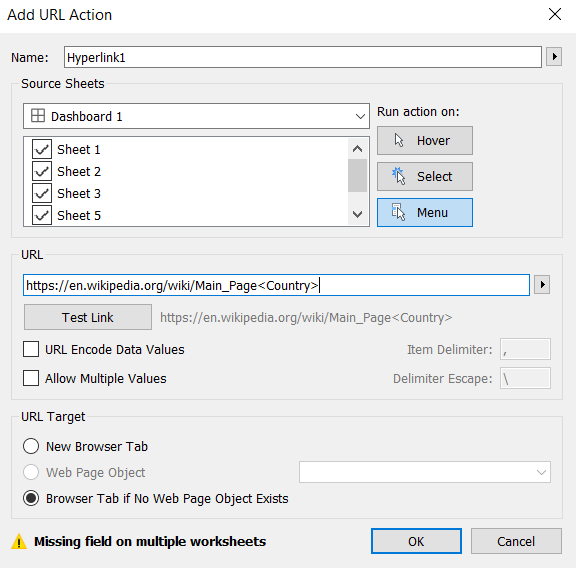 Add URL Action
Name: Hyperlink1
Source Sheets
Dashboard 1
Sheet 1
Sheet 2
Sheet 3
Sheet 5
Run action on:
Hover
Select
Menu
URL
https://en.wikipedia.org/wiki/Main_Page<Country>
Test Link https://en.wikipedia.org/wiki/Main_Page<Country>
URL Encode Data Values Item Delimiter: ,
Allow Multiple Values Delimiter Escape: \
URL Target
New Browser Tab
Web Page Object
Browser Tab if No Web Page Object Exists
Missing field on multiple worksheets OK Cancel